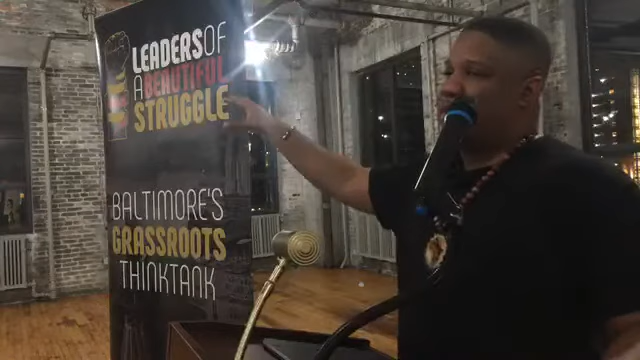 LEADERS OF
A BEAUTIFUL
STRUGGLE
BALTIMORE'S
GRASSROOTS
THINKTANK